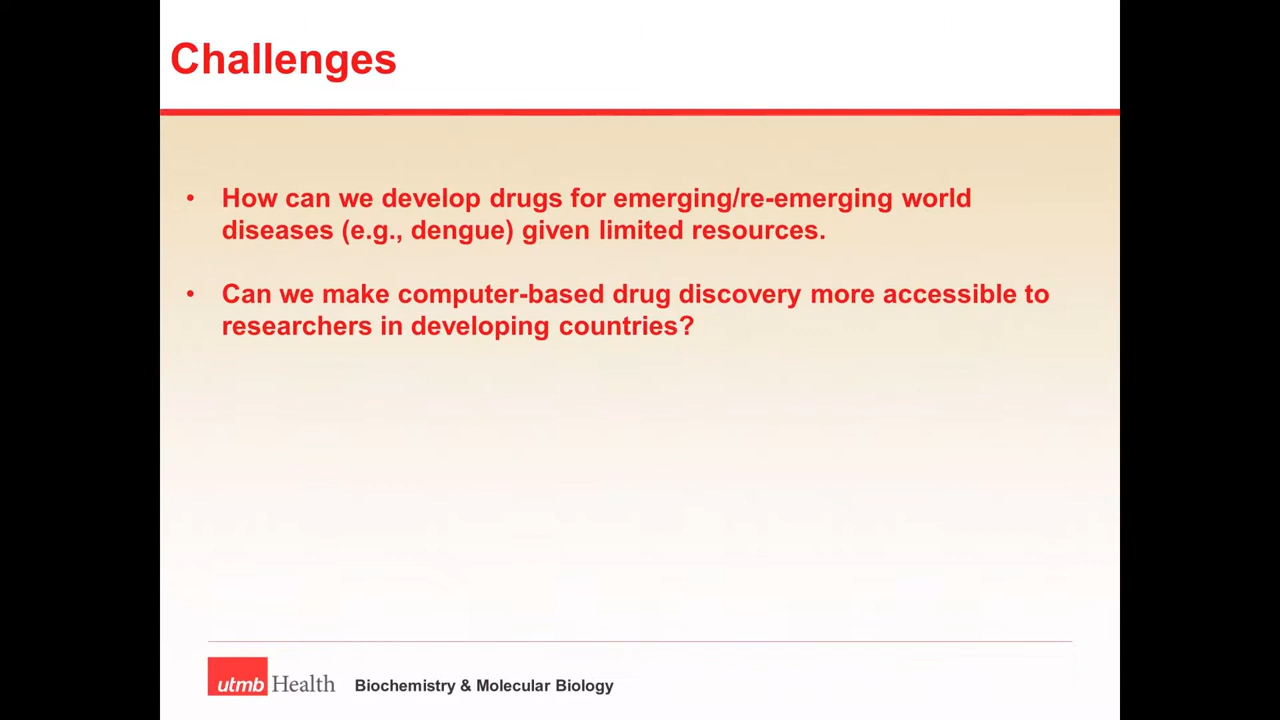 Challenges
• How can we develop drugs for emerging/re-emerging world
diseases (e.g., dengue) given limited resources.
• Can we make computer-based drug discovery more accessible to
researchers in developing countries?
utmb Health Biochemistry & Molecular Biology